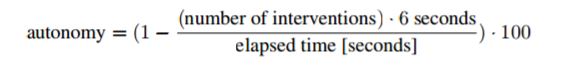 autonomy = (1 − (number of interventions) · 6 seconds / elapsed time [seconds]) · 100